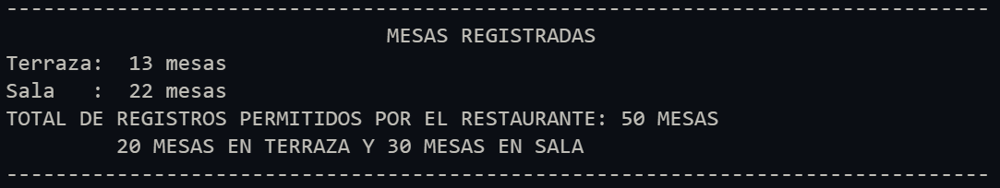 --------------------------------------------------------------------------------
MESAS REGISTRADAS
Terraza:  13 mesas
Sala   :  22 mesas
TOTAL DE REGISTROS PERMITIDOS POR EL RESTAURANTE: 50 MESAS
20 MESAS EN TERRAZA Y 30 MESAS EN SALA
--------------------------------------------------------------------------------